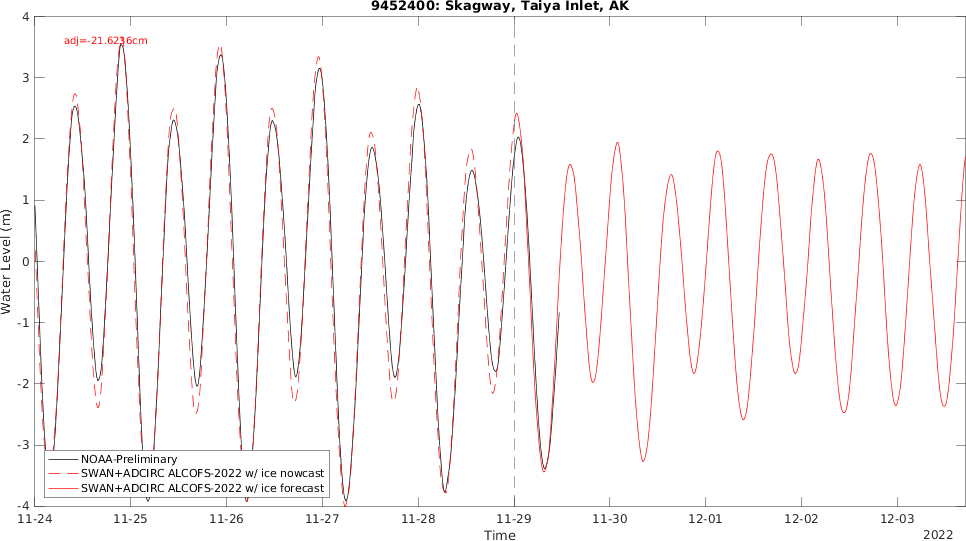 9452400: Skagway, Taiya Inlet, AK
adj=-21.6236cm
Water Level (m)
4
3
2
1
0
-1
-2
-3
-4
NOAA-Preliminary
SWAN+ADCIRC ALCOFS-2022 w/ ice nowcast
SWAN+ADCIRC ALCOFS-2022 w/ ice forecast
11-24 11-25 11-26 11-27 11-28 11-29 11-30 12-01 12-02 12-03
Time
2022